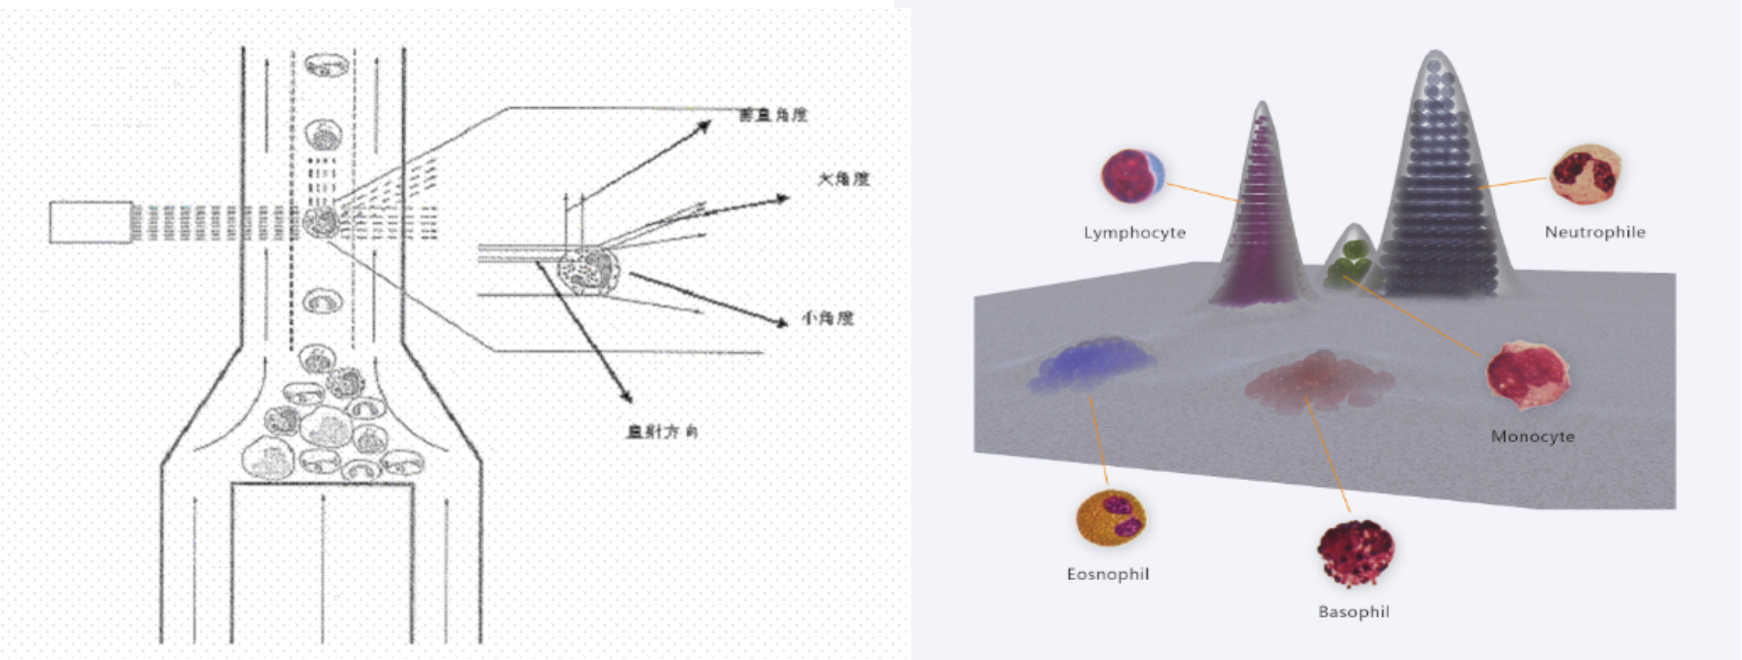 垂直角度
大角度
小角度
直射方向
Lymphocyte
Neutrophile
Monocyte
Eosnophil
Basophil